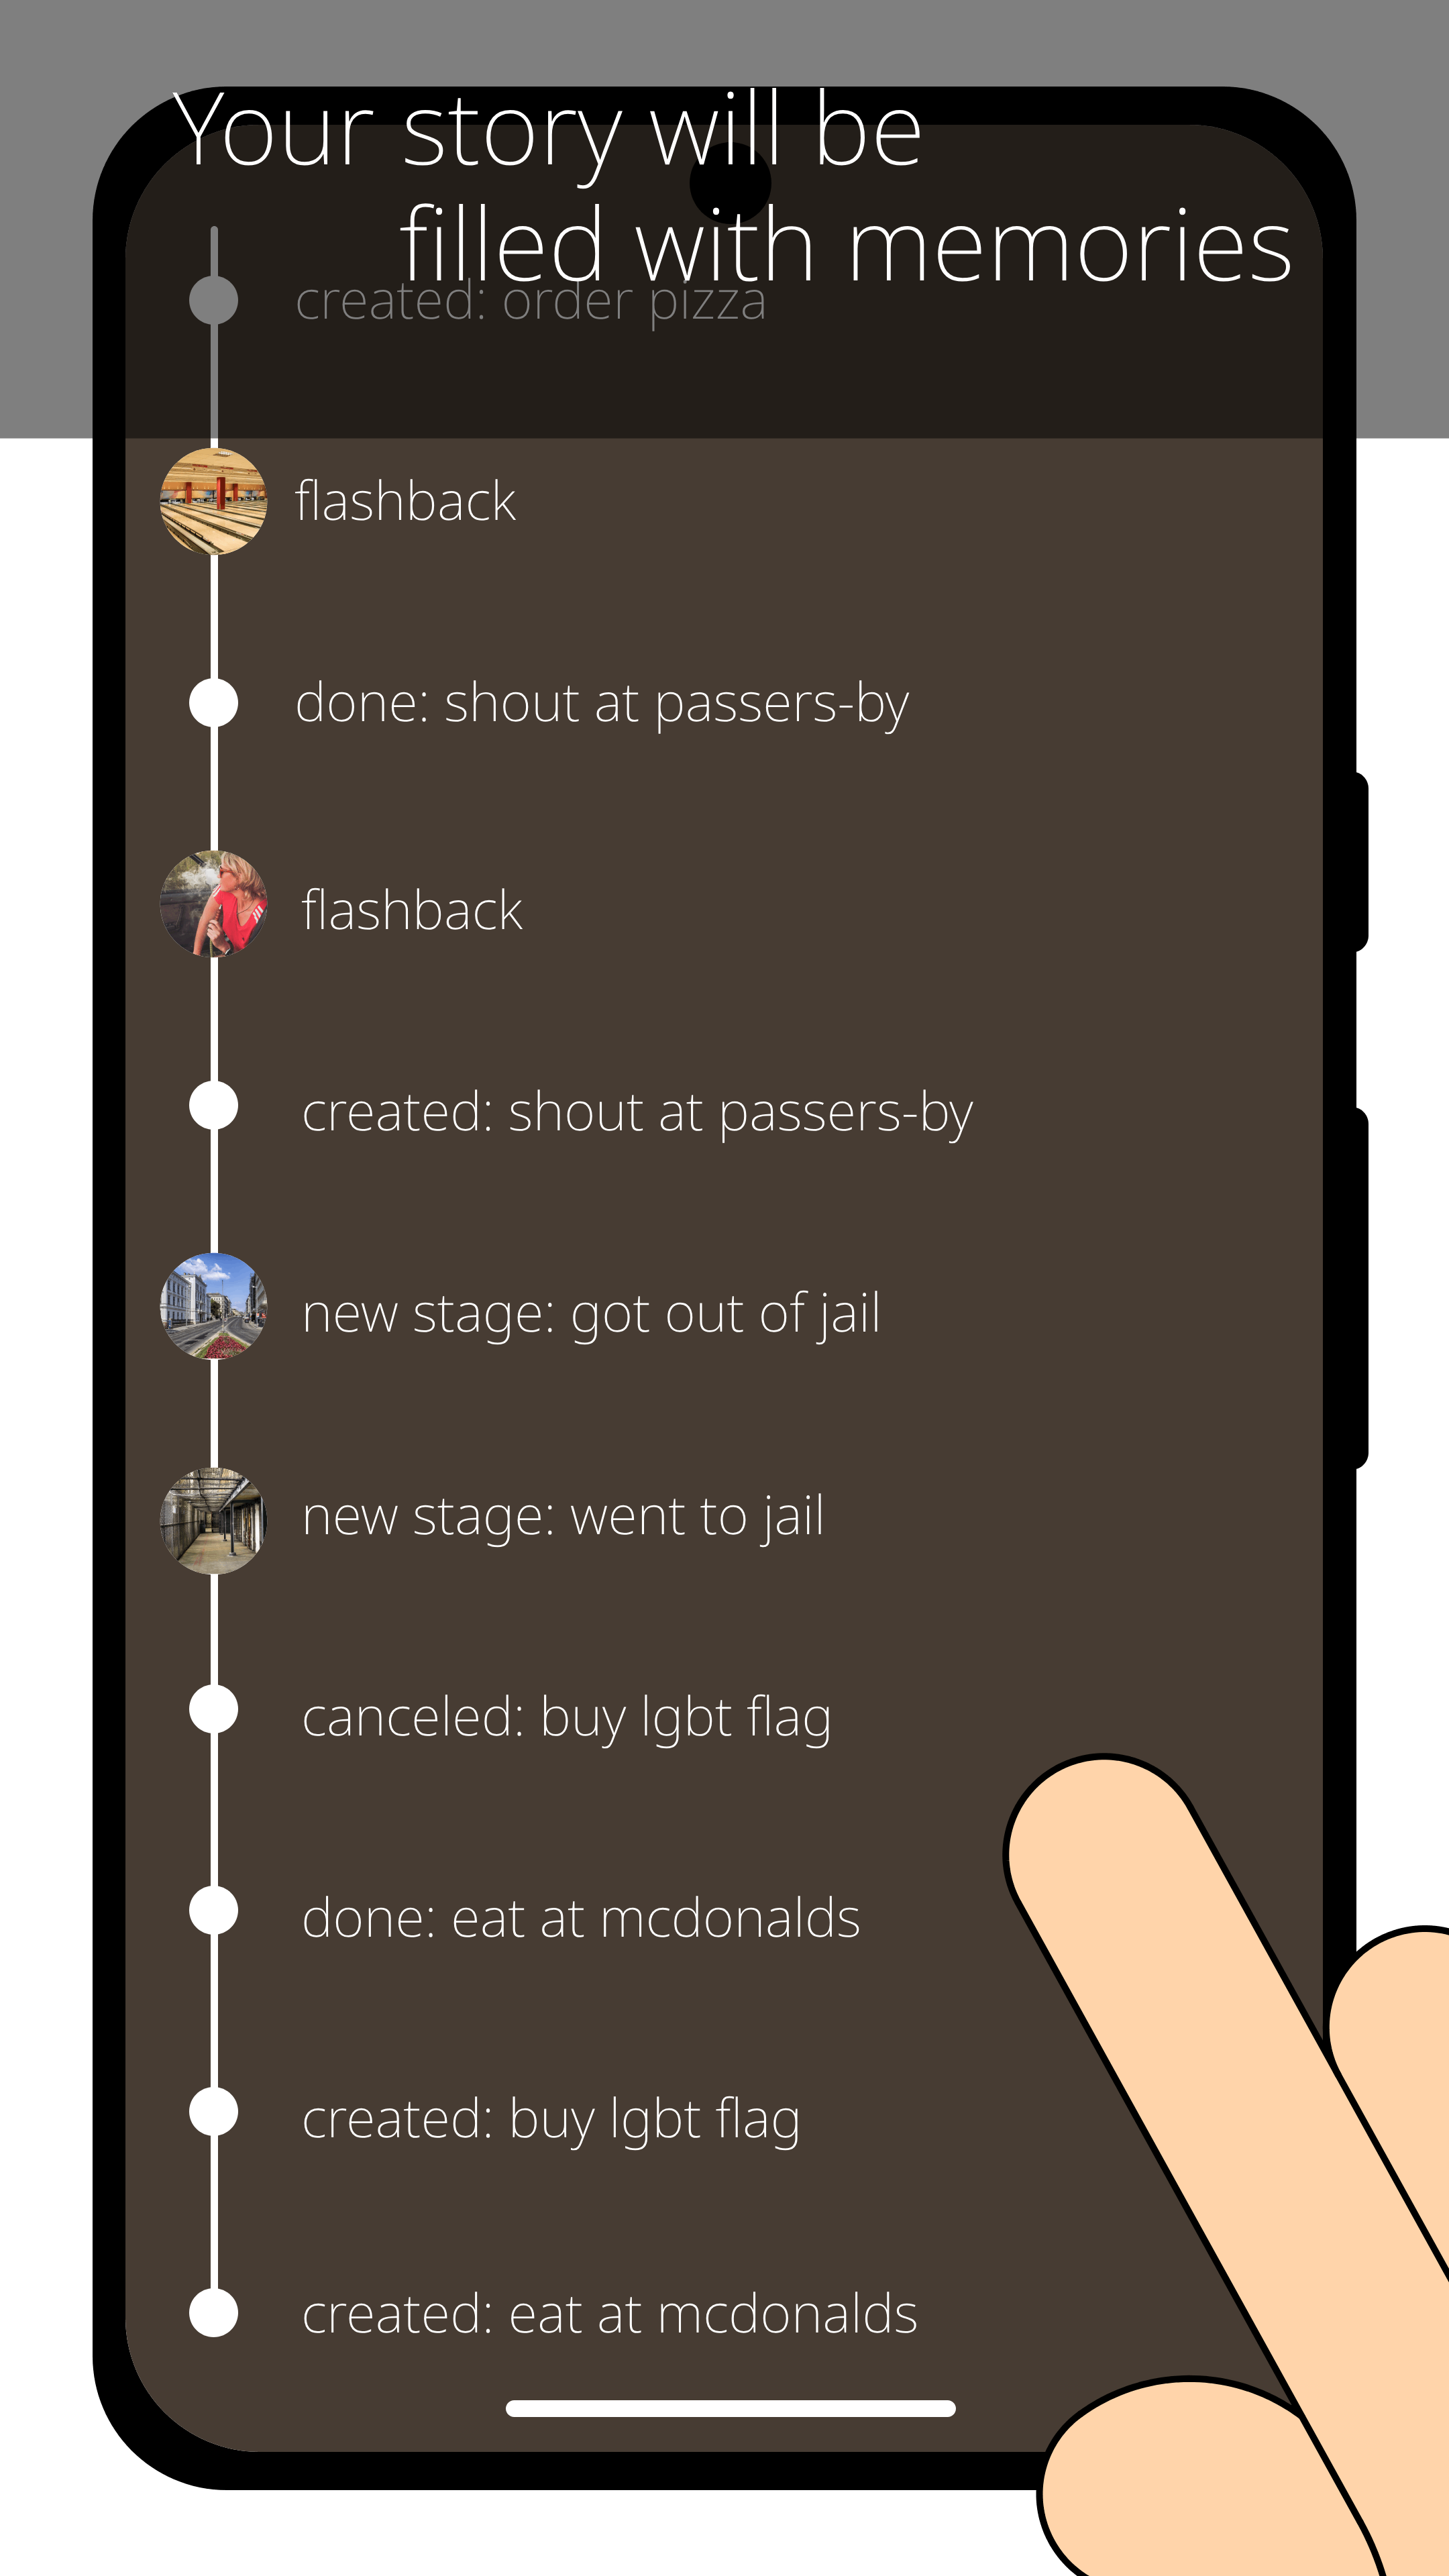 Your story will be
filled with memories
created: order pizza
flashback
done: shout at passers-by
flashback
created: shout at passers-by
new stage: got out of jail
new stage: went to jail
canceled: buy lgbt flag
done: eat at mcdonalds
created: buy lgbt flag
created: eat at mcdonalds